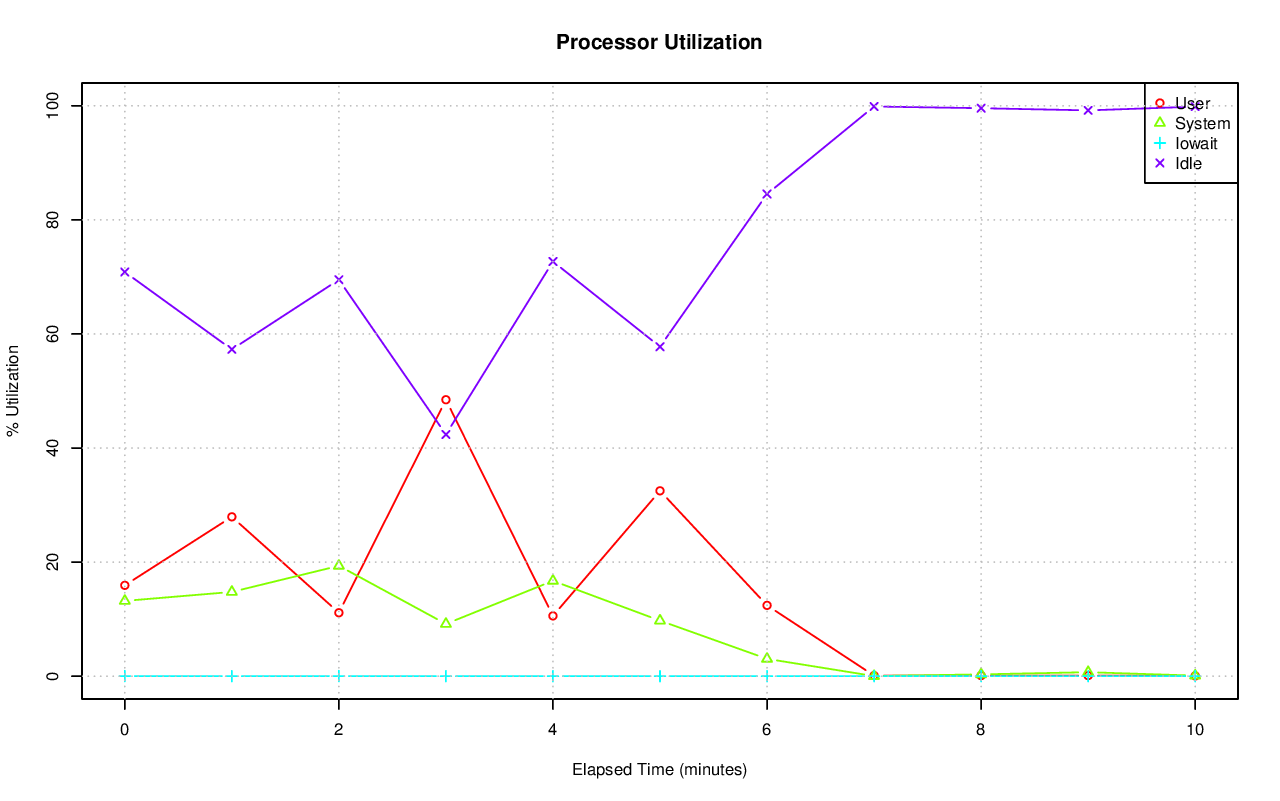 Processor Utilization
% Utilization
100
80
60
40
20
0
User
System
Iowait
Idle
0 2 4 6 8 10
Elapsed Time (minutes)